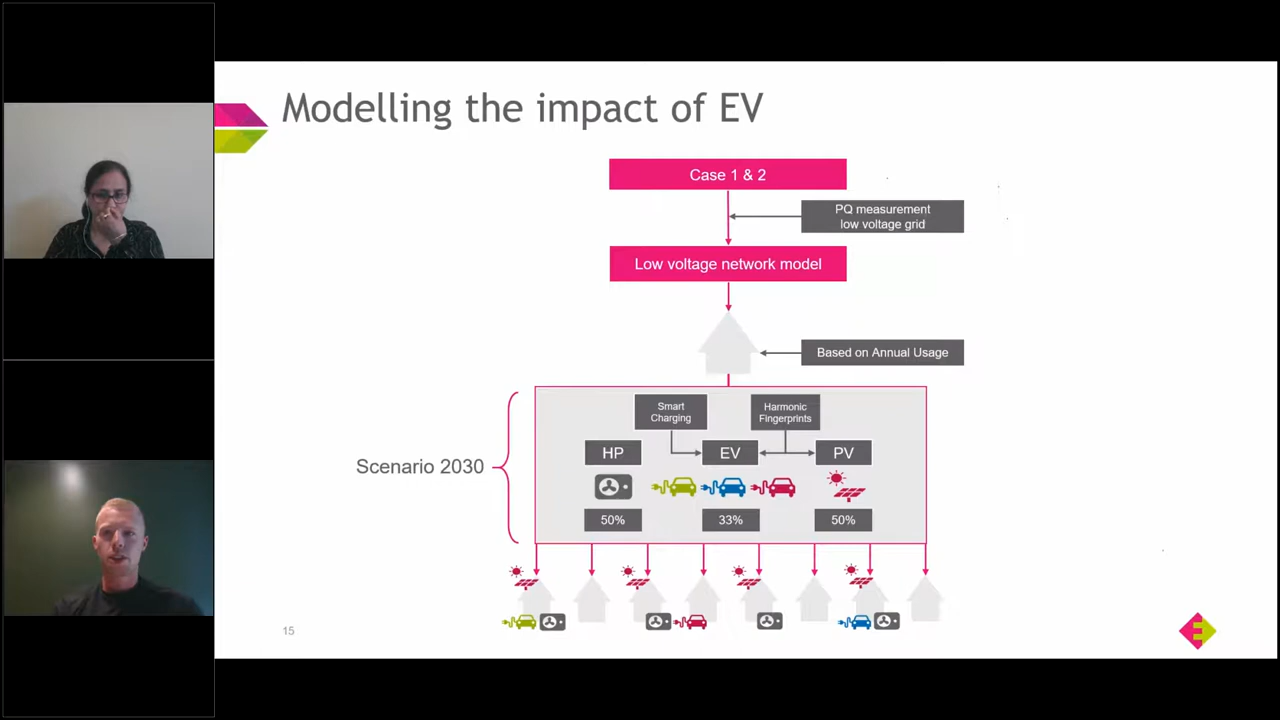 Modelling the impact of EV
Case 1 & 2
PQ measurement
low voltage grid
Low voltage network model
Based on Annual Usage
Smart
Charging
Harmonic
Fingerprints
HP
EV
PV
Scenario 2030
50%
33%
50%
15